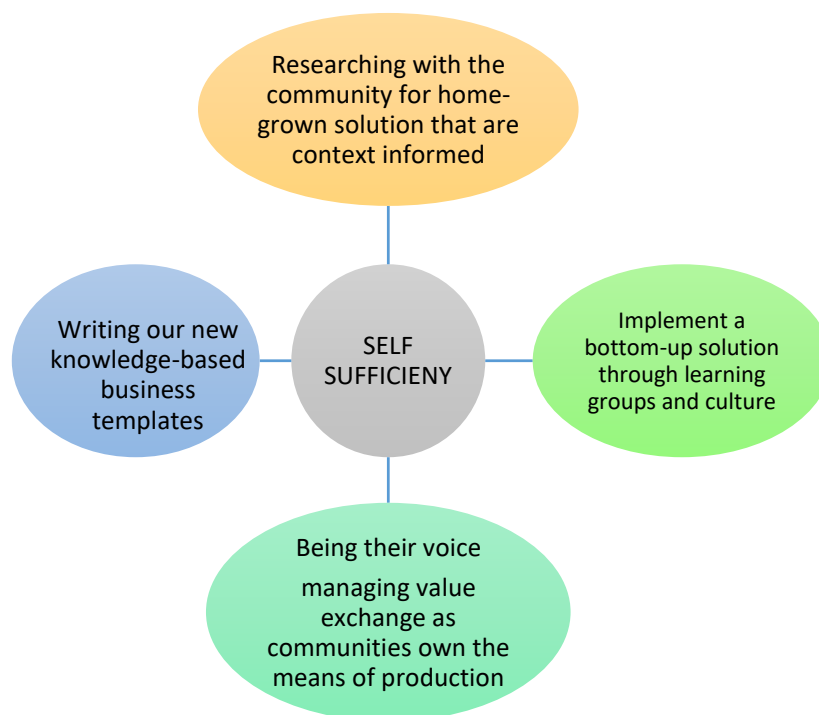 Researching with the
community for home-
grown solution that are
context informed
Writing our new
knowledge-based
business
templates
SELF
SUFFICIENY
Implement a
bottom-up solution
through learning
groups and culture
Being their voice
managing value
exchange as
communities own the
means of production